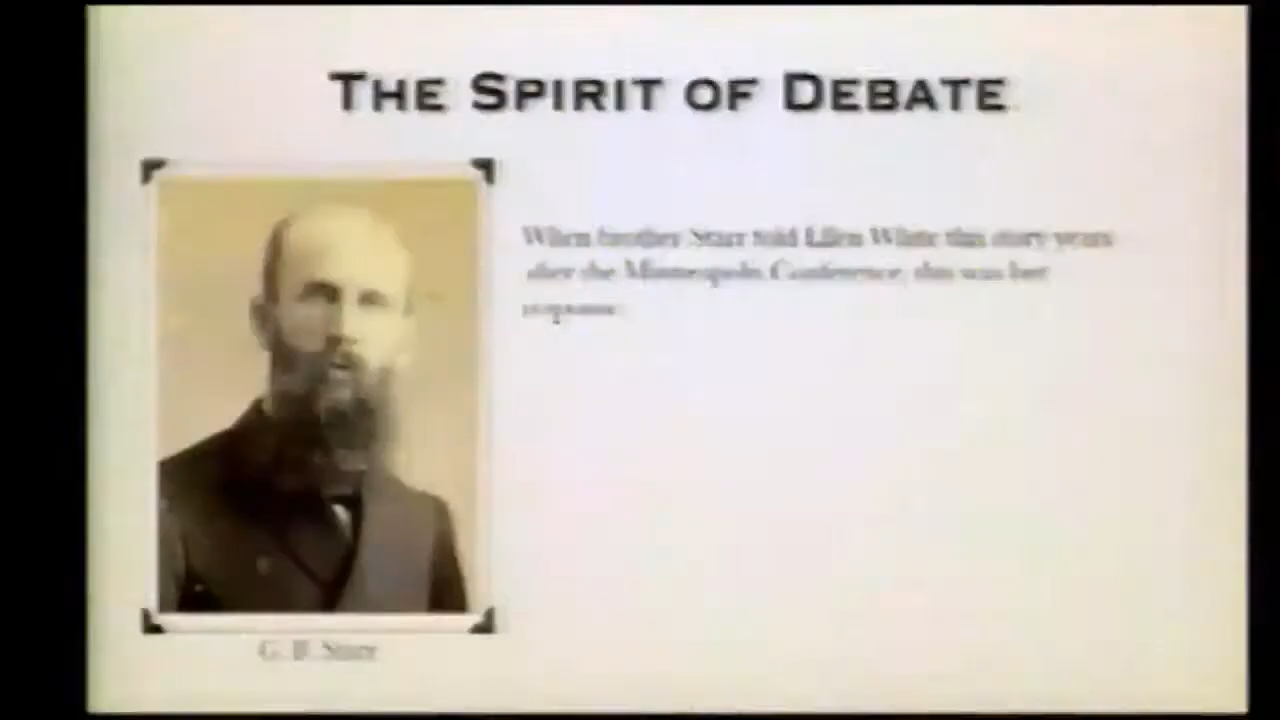 THE SPIRIT OF DEBATE
When brother Starr told Ellen White this story years
after the Minneapolis Conference, this was her
response:
G. B. Starr